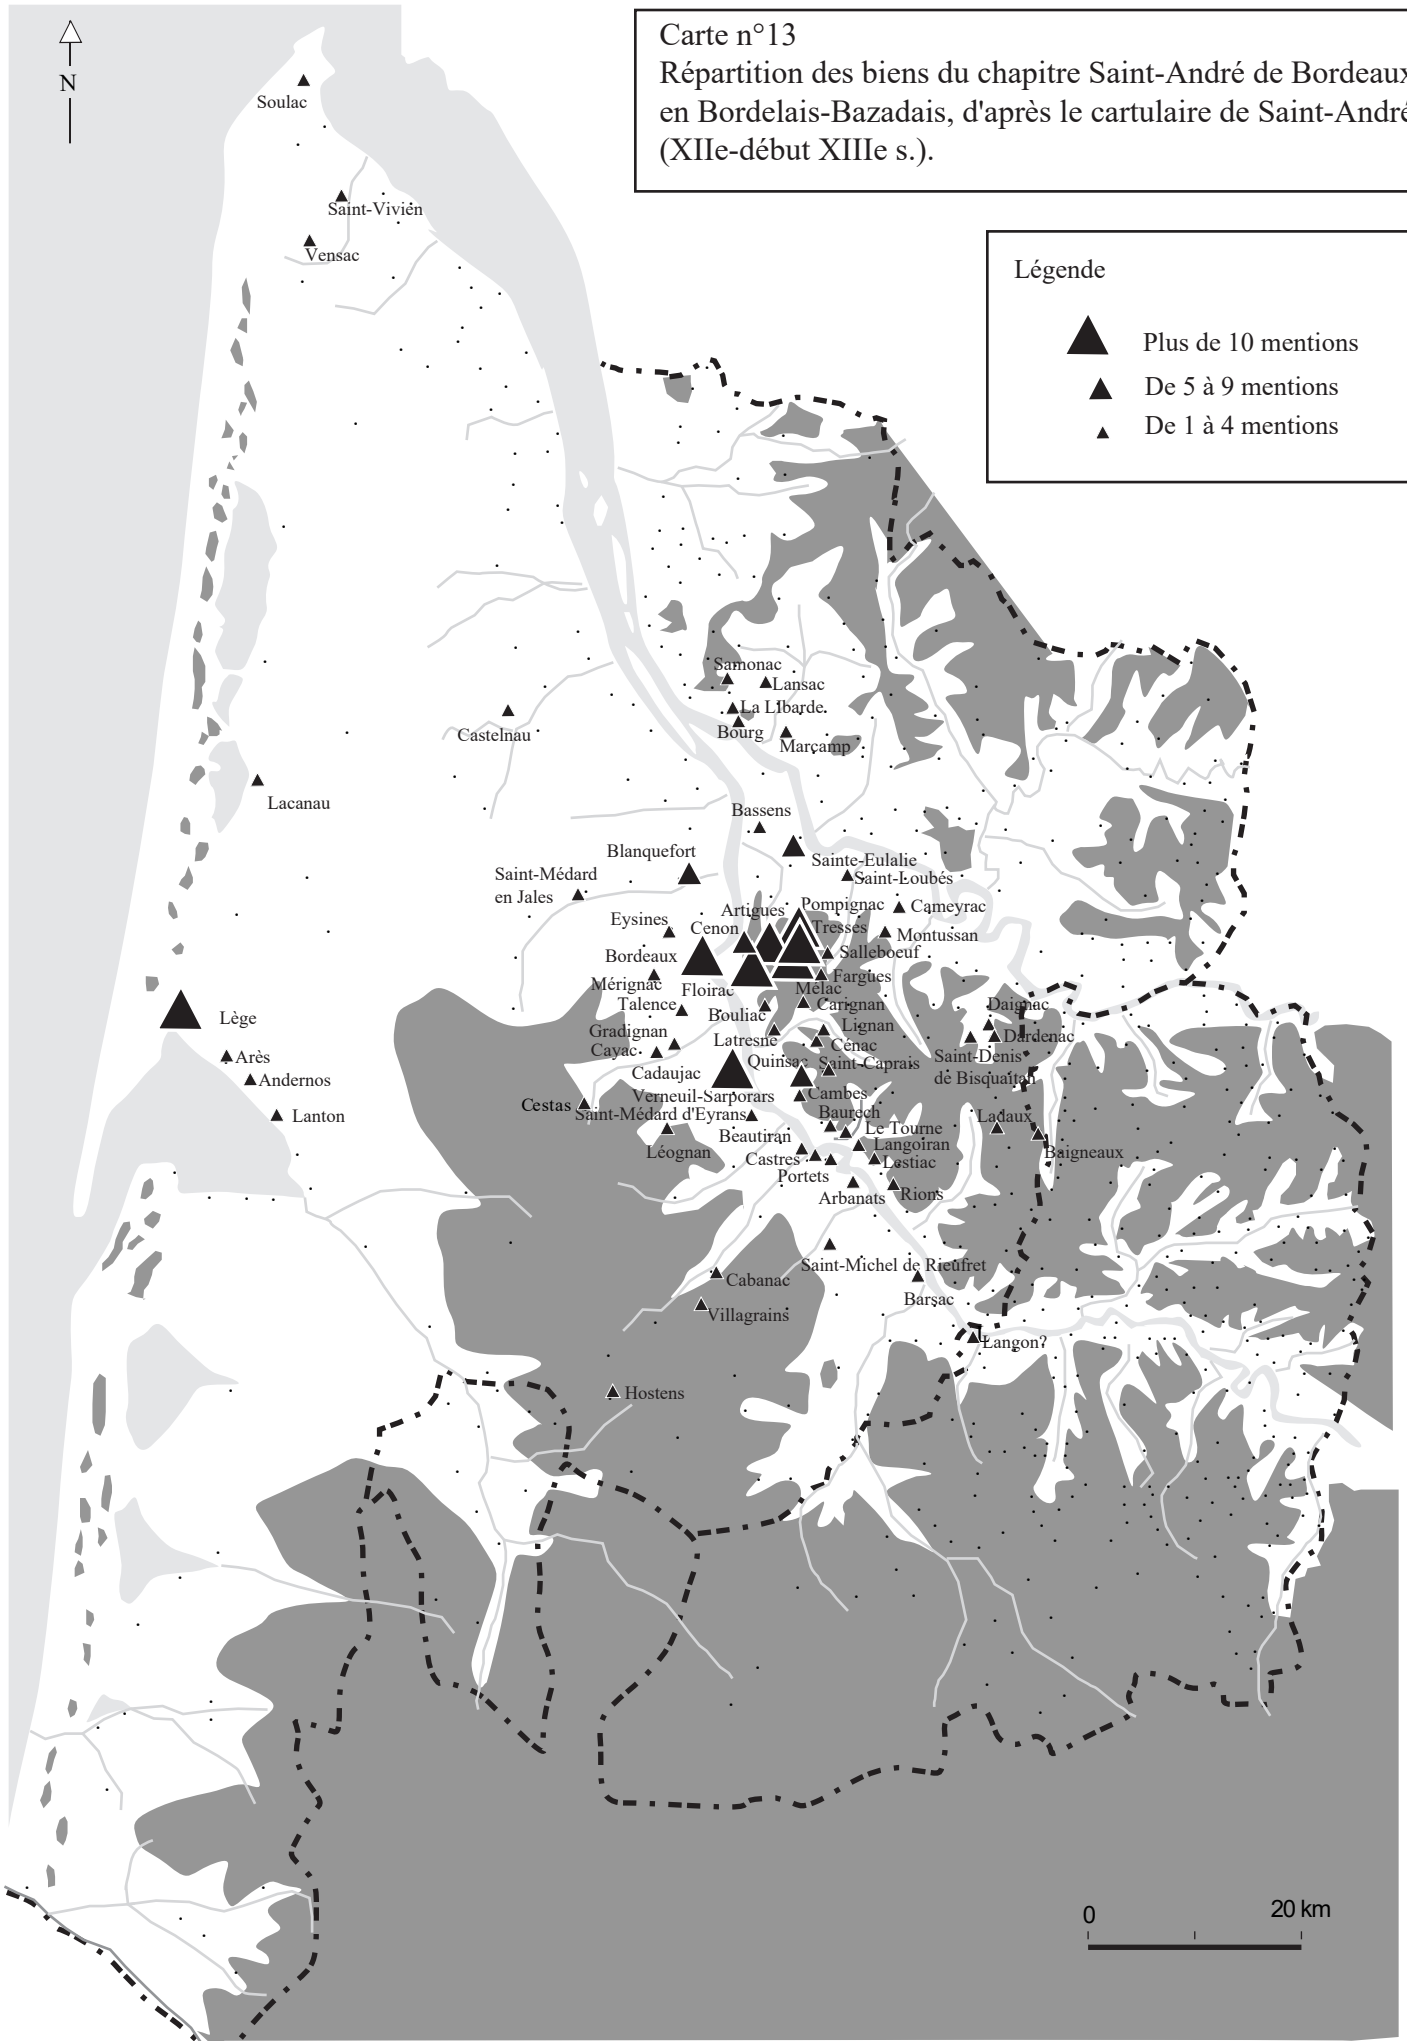 Carte n°13
Répartition des biens du chapitre Saint-André de Bordeaux
en Bordelais-Bazadais, d'après le cartulaire de Saint-André
(XIIe-début XIIIe s.).
N
Légende
Plus de 10 mentions
De 5 à 9 mentions
De 1 à 4 mentions
Soulac
Saint-Vivien
Vensac
Samonac
Lansac
La Libarde
Bourg
Marcamp
Castelnau
Lacanau
Bassens
Blanquefort
Sainte-Eulalie
Saint-Médard
en Jales
Saint-Loubés
Artigues
Pompignac
Cameyrac
Eysines
Cenon
Tresses
Montussan
Bordeaux
Salleboeuf
Mérignac
Floirac
Mélac
Fargues
Talence
Bouliac
Carignan
Daignac
Lège
Gradignan
Latresne
Lignan
Dardenac
Cayac
Cénac
Arès
Quinsac
Saint-Caprais
Saint-Denis
de Bisquaitan
Andernos
Cadaujac
Verneuil-Sarporars
Cambes
Cestas
Saint-Médard d'Eyrans
Baurech
Ladaux
Lanton
Beautiran
Le Tourne
Léognan
Langoiran
Baigneaux
Castres
Lestiac
Portets
Arbanats
Rions
Saint-Michel de Rieufret
Cabanac
Barsac
Villagrains
Langon?
Hostens
0
20 km